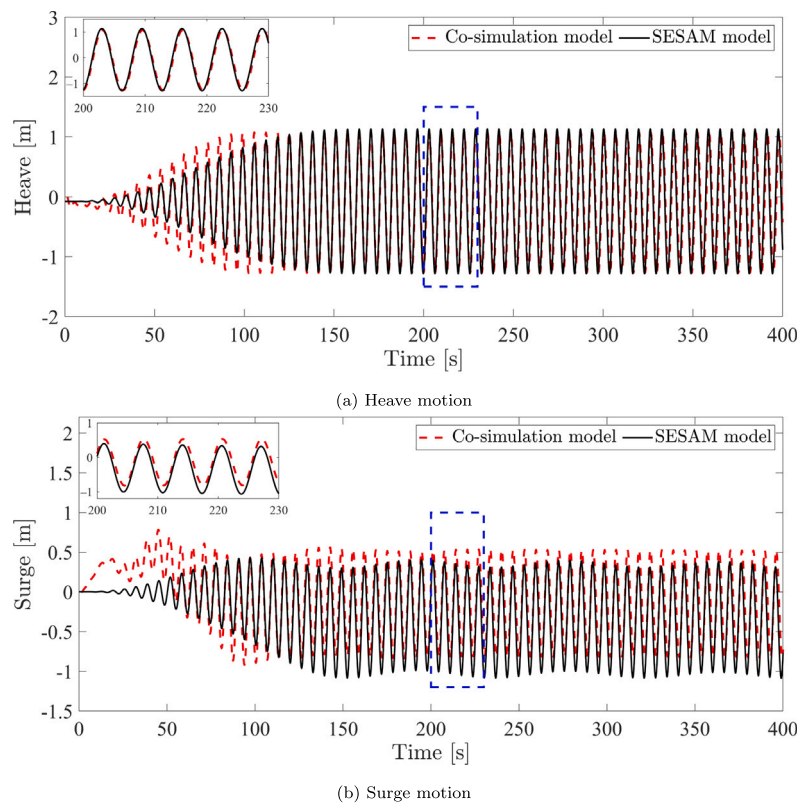 3
2
1
0
-1
-2
Heave [m]
1
0
-1
200 210 220 230
Co-simulation model SESAM model
0 50 100 150 200 250 300 350 400
Time [s]
(a) Heave motion
2
1.5
1
0.5
0
-0.5
-1
-1.5
Surge [m]
1
0
-1
200 210 220 230
Co-simulation model SESAM model
0 50 100 150 200 250 300 350 400
Time [s]
(b) Surge motion